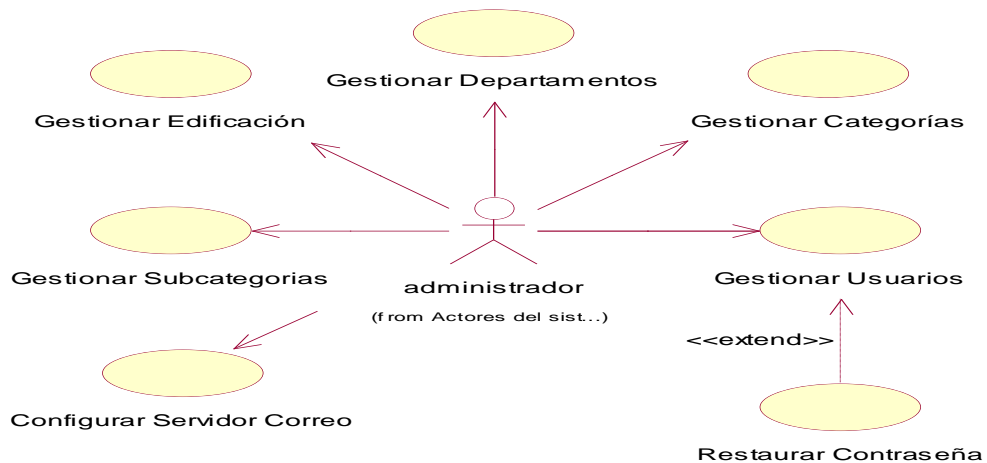 Gestionar Departamentos
Gestionar Edificación
Gestionar Categorías
Gestionar Subcategorias
administrador
(from Actores del sist...)
Gestionar Usuarios
<<extend>>
Configurar Servidor Correo
Restaurar Contraseña